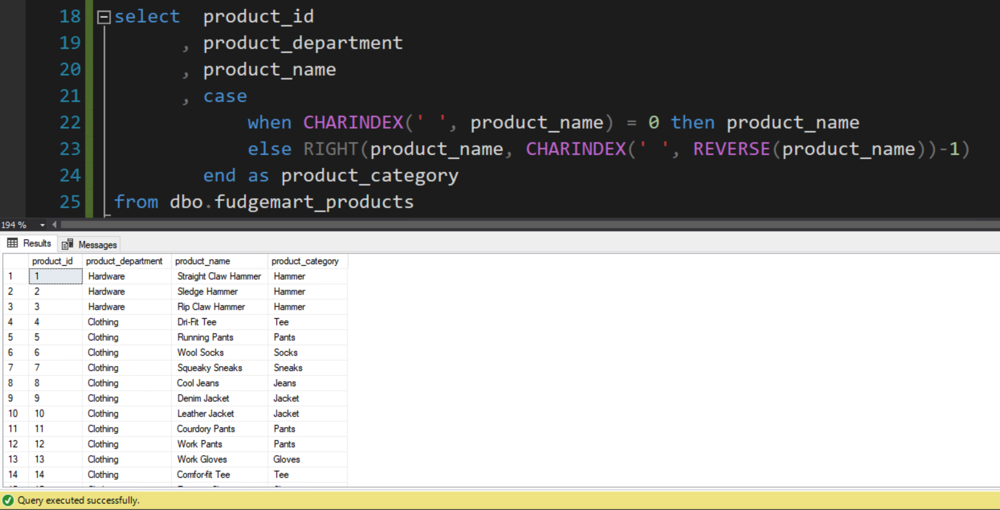 18 select  product_id
19 , product_department
20 , product_name
21 , case
22 when CHARINDEX(' ', product_name) = 0 then product_name
23 else RIGHT(product_name, CHARINDEX(' ', REVERSE(product_name))-1)
24 end as product_category
25 from dbo.fudgemart_products
194 %
Results Messages
product_id product_department product_name product_category
1 1 Hardware Straight Claw Hammer Hammer
2 2 Hardware Sledge Hammer Hammer
3 3 Hardware Rip Claw Hammer Hammer
4 4 Clothing Dri-Fit Tee Tee
5 5 Clothing Running Pants Pants
6 6 Clothing Wool Socks Socks
7 7 Clothing Squeaky Sneaks Sneaks
8 8 Clothing Cool Jeans Jeans
9 9 Clothing Denim Jacket Jacket
10 10 Clothing Leather Jacket Jacket
11 11 Clothing Courdory Pants Pants
12 12 Clothing Work Pants Pants
13 13 Clothing Work Gloves Gloves
14 14 Clothing Comfor-fit Tee Tee
Query executed successfully.